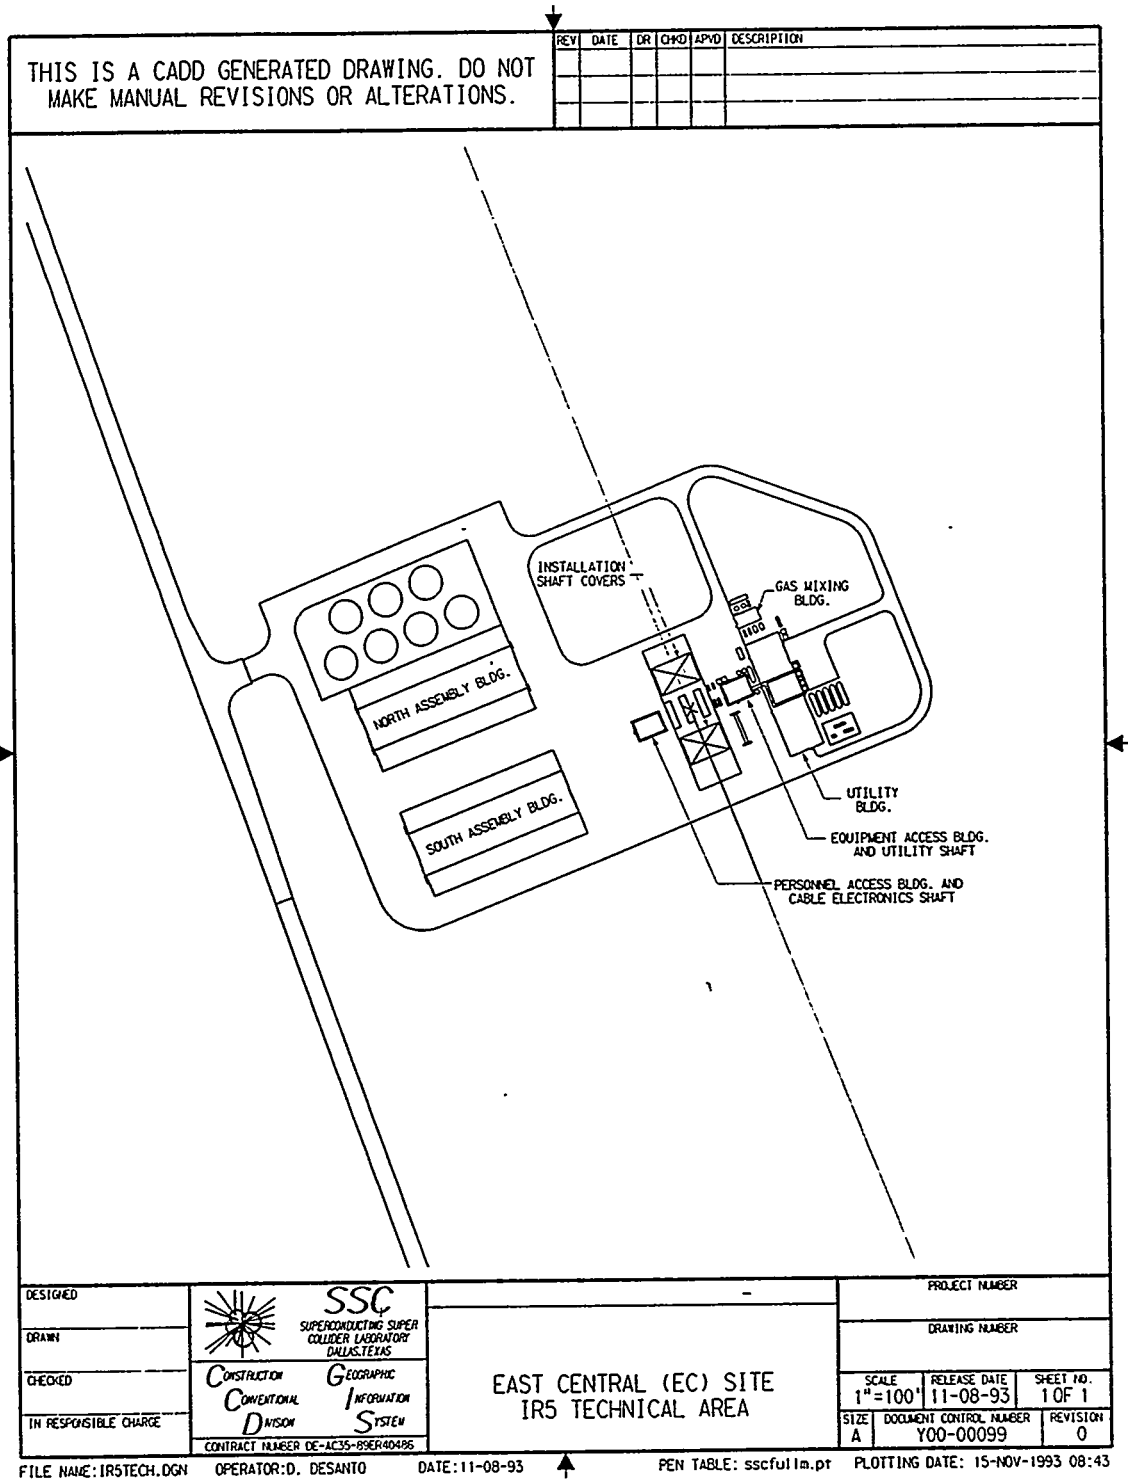 THIS IS A CADD GENERATED DRAWING. DO NOT
MAKE MANUAL REVISIONS OR ALTERATIONS.
REV DATE DR CHKD APVD DESCRIPTION
INSTALLATION
SHAFT COVERS
GAS MIXING
BLDG.
NORTH ASSEMBLY BLDG.
SOUTH ASSEMBLY BLDG.
UTILITY
BLDG.
EQUIPMENT ACCESS BLDG.
AND UTILITY SHAFT
PERSONNEL ACCESS BLDG. AND
CABLE ELECTRONICS SHAFT
DESIGNED
DRAWN
CHECKED
IN RESPONSIBLE CHARGE
SSC
SUPERCONDUCTING SUPER
COLLIDER LABORATORY
DALLAS, TEXAS
CONSTRUCTION GEOGRAPHIC
CONVENTIONAL INFORMATION
DIVISION SYSTEM
CONTRACT NUMBER DE-AC35-89ER40486
EAST CENTRAL (EC) SITE
IR5 TECHNICAL AREA
PROJECT NUMBER
DRAWING NUMBER
SCALE RELEASE DATE SHEET NO.
1"=100' 11-08-93 1 OF 1
SIZE DOCUMENT CONTROL NUMBER REVISION
A Y00-00099 0
FILE NAME: IR5TECH.DGN OPERATOR: D. DESANTO DATE: 11-08-93 PEN TABLE: sscfullm.pt PLOTTING DATE: 15-NOV-1993 08:43